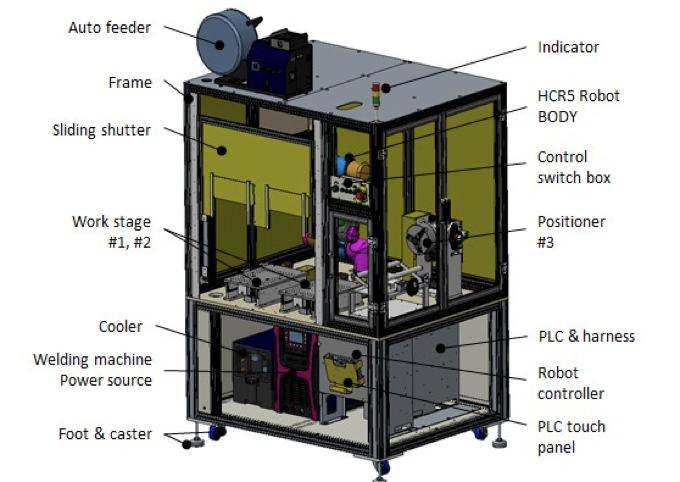 Auto feeder
Frame
Sliding shutter
Work stage
#1, #2
Cooler
Welding machine
Power source
Foot & caster
Indicator
HCR5 Robot
BODY
Control
switch box
Positioner
#3
PLC & harness
Robot
controller
PLC touch
panel